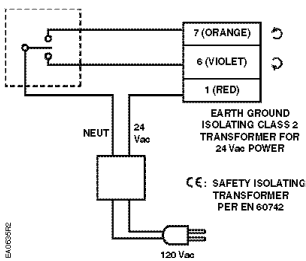 7 (ORANGE)
6 (VIOLET)
1 (RED)
EARTH GROUND
ISOLATING CLASS 2
TRANSFORMER FOR
24 Vac POWER
NEUT
24
Vac
CE: SAFETY ISOLATING
TRANSFORMER
PER EN 60742
120 Vac
EA0635R2